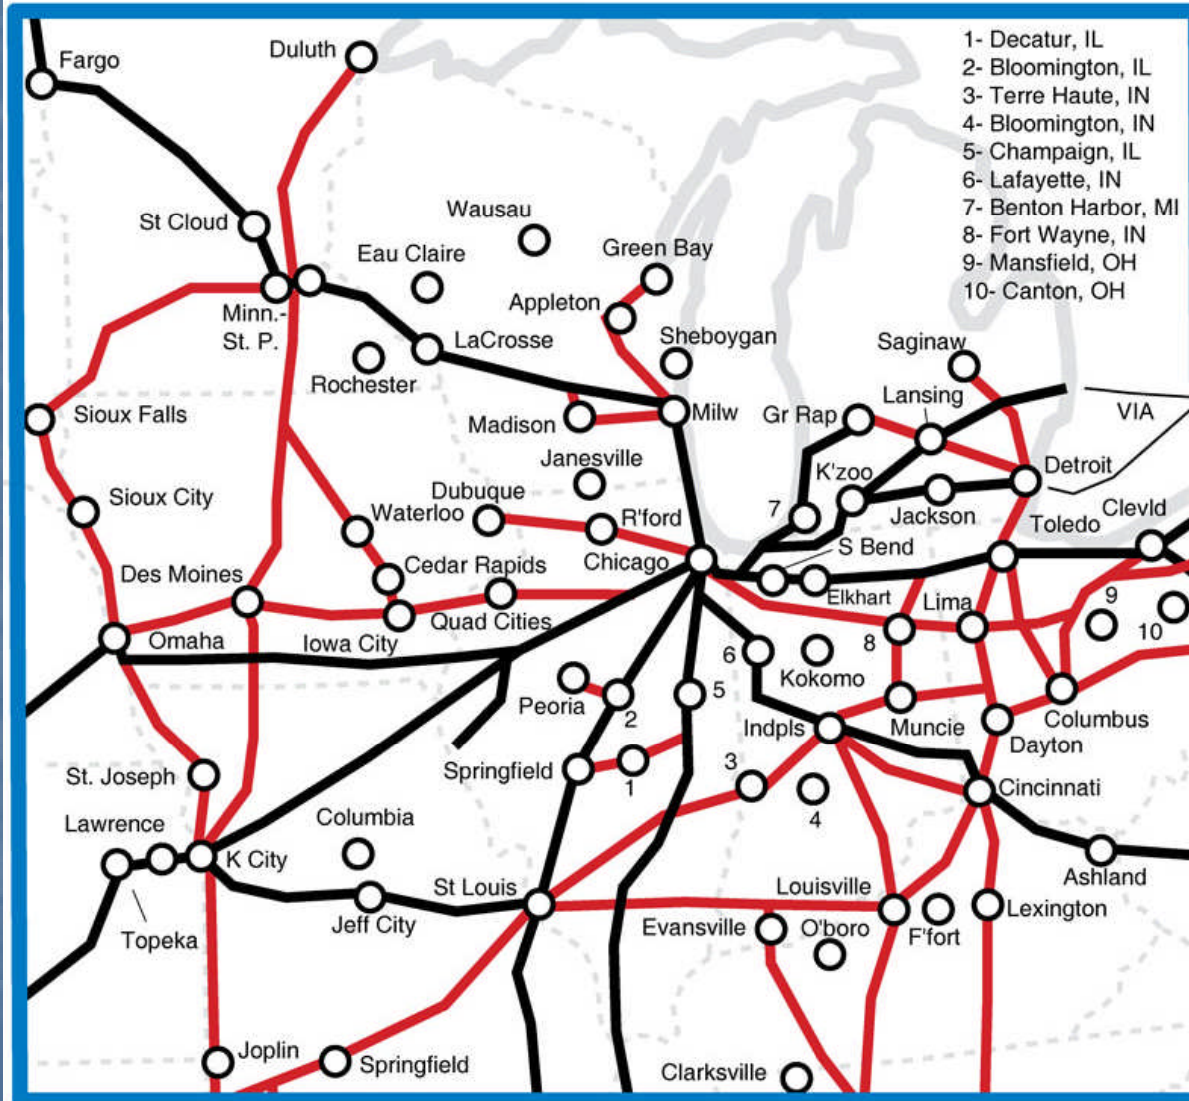 1- Decatur, IL
2- Bloomington, IL
3- Terre Haute, IN
4- Bloomington, IN
5- Champaign, IL
6- Lafayette, IN
7- Benton Harbor, MI
8- Fort Wayne, IN
9- Mansfield, OH
10- Canton, OH
Duluth
Fargo
Wausau
St Cloud
Eau Claire
Green Bay
Appleton
Minn.-
St. P.
LaCrosse
Sheboygan
Saginaw
Rochester
Lansing
Sioux Falls
Madison
Milw
Gr Rap
VIA
Janesville
Detroit
K'zoo
Sioux City
Dubuque
Waterloo
R'ford
7
Jackson
Toledo
Clevld
Chicago
S Bend
Des Moines
Cedar Rapids
Elkhart
Lima
9
Quad Cities
10
Omaha
Iowa City
6
8
Kokomo
Peoria
2
5
Indpls
Muncie
Columbus
Dayton
St. Joseph
Springfield
1
3
Cincinnati
4
Lawrence
Columbia
K City
St Louis
Louisville
Ashland
Jeff City
Evansville
O'boro
F'fort
Lexington
Topeka
Joplin
Springfield
Clarksville